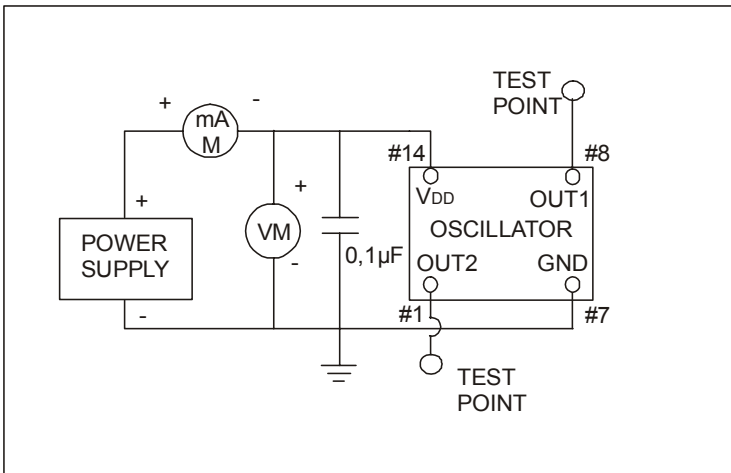 TEST
POINT
+
-
mA
M
#14
#8
VDD
OUT1
+
+
POWER
SUPPLY
VM
OSCILLATOR
0,1µF
OUT2
GND
-
-
#1
#7
TEST
POINT